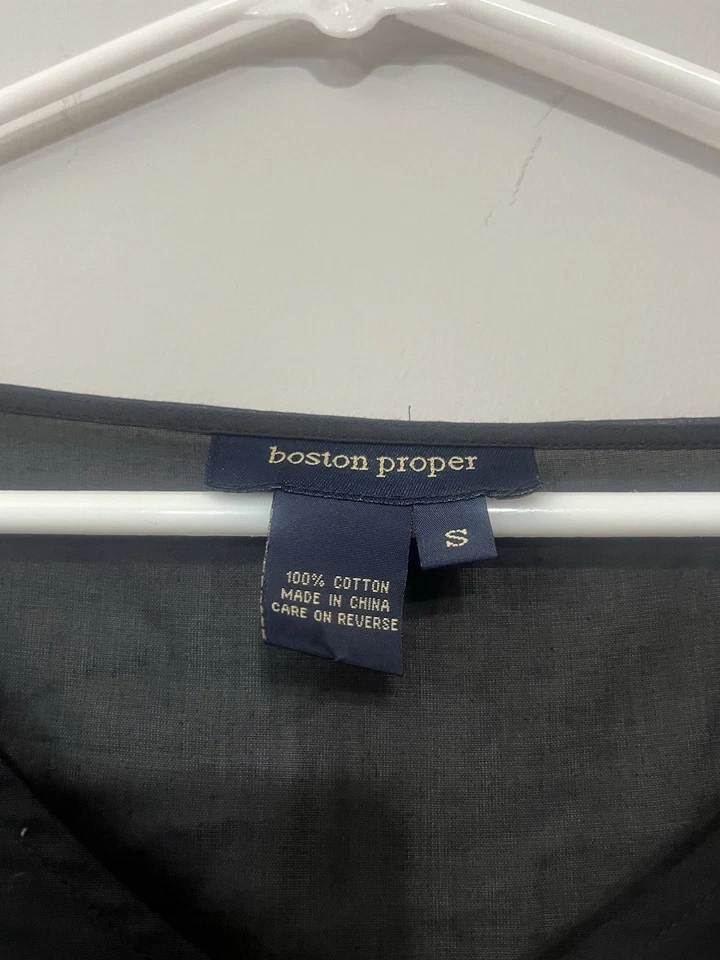 boston proper
S
100% COTTON
MADE IN CHINA
CARE ON REVERSE